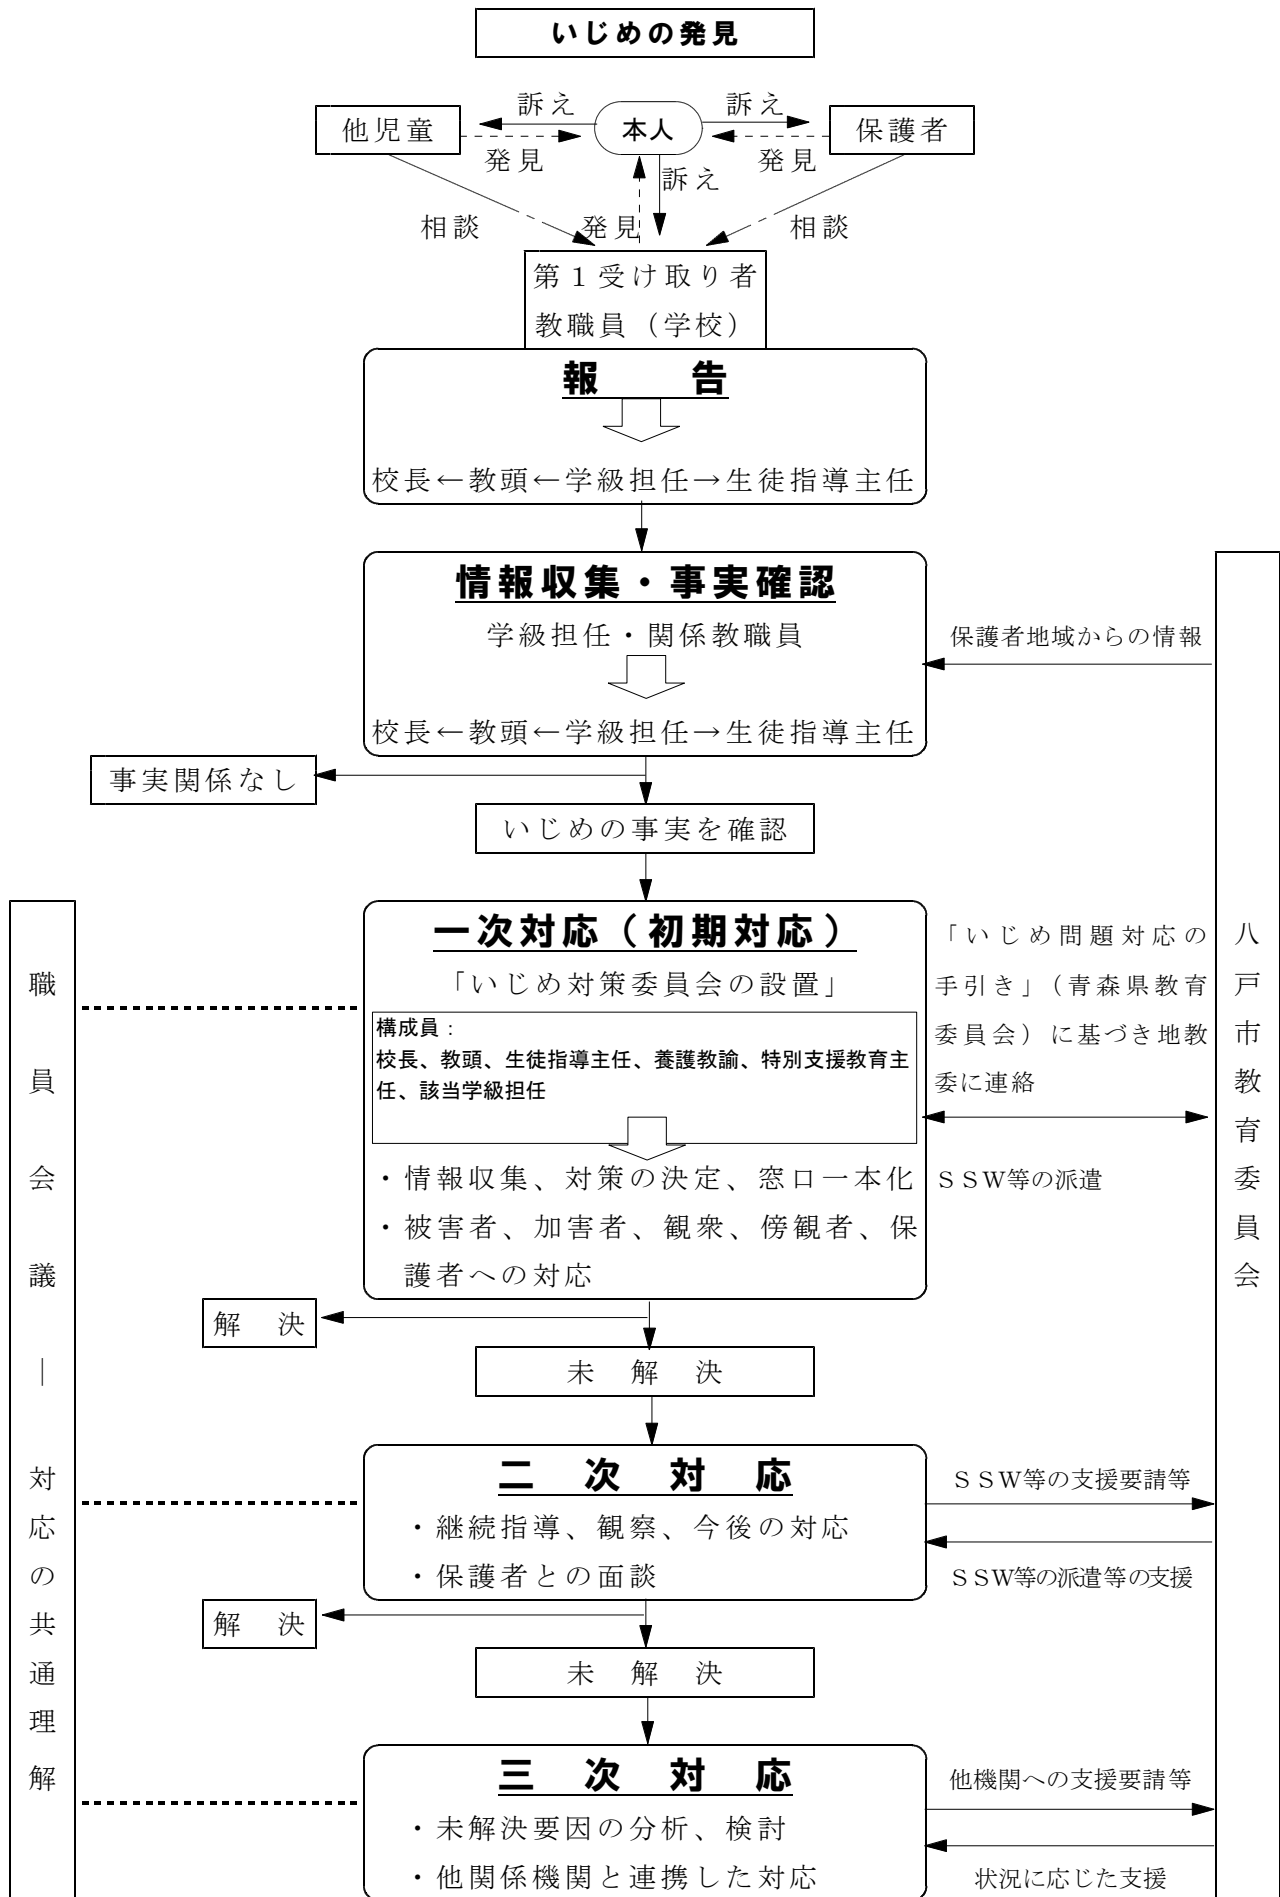 いじめの発見
訴え
訴え
他児童
本人
保護者
発見
発見
訴え
相談
発見
相談
第１受け取り者
教職員（学校）
報　告
校長←教頭←学級担任→生徒指導主任
情報収集・事実確認
学級担任・関係教職員
保護者地域からの情報
校長←教頭←学級担任→生徒指導主任
事実関係なし
いじめの事実を確認
一次対応（初期対応）
「いじめ対策委員会の設置」
構成員：
校長、教頭、生徒指導主任、養護教諭、特別支援教育主
任、該当学級担任
・情報収集、対策の決定、窓口一本化
・被害者、加害者、観衆、傍観者、保
護者への対応
「いじめ問題対応の
手引き」（青森県教育
委員会）に基づき地教
委に連絡
ＳＳＷ等の派遣
八戸市教育委員会
職員会議｜対応の共通理解
解　決
未　解　決
二　次　対　応
・継続指導、観察、今後の対応
・保護者との面談
ＳＳＷ等の支援要請等
ＳＳＷ等の派遣等の支援
解　決
未　解　決
三　次　対　応
・未解決要因の分析、検討
・他関係機関と連携した対応
他機関への支援要請等
状況に応じた支援